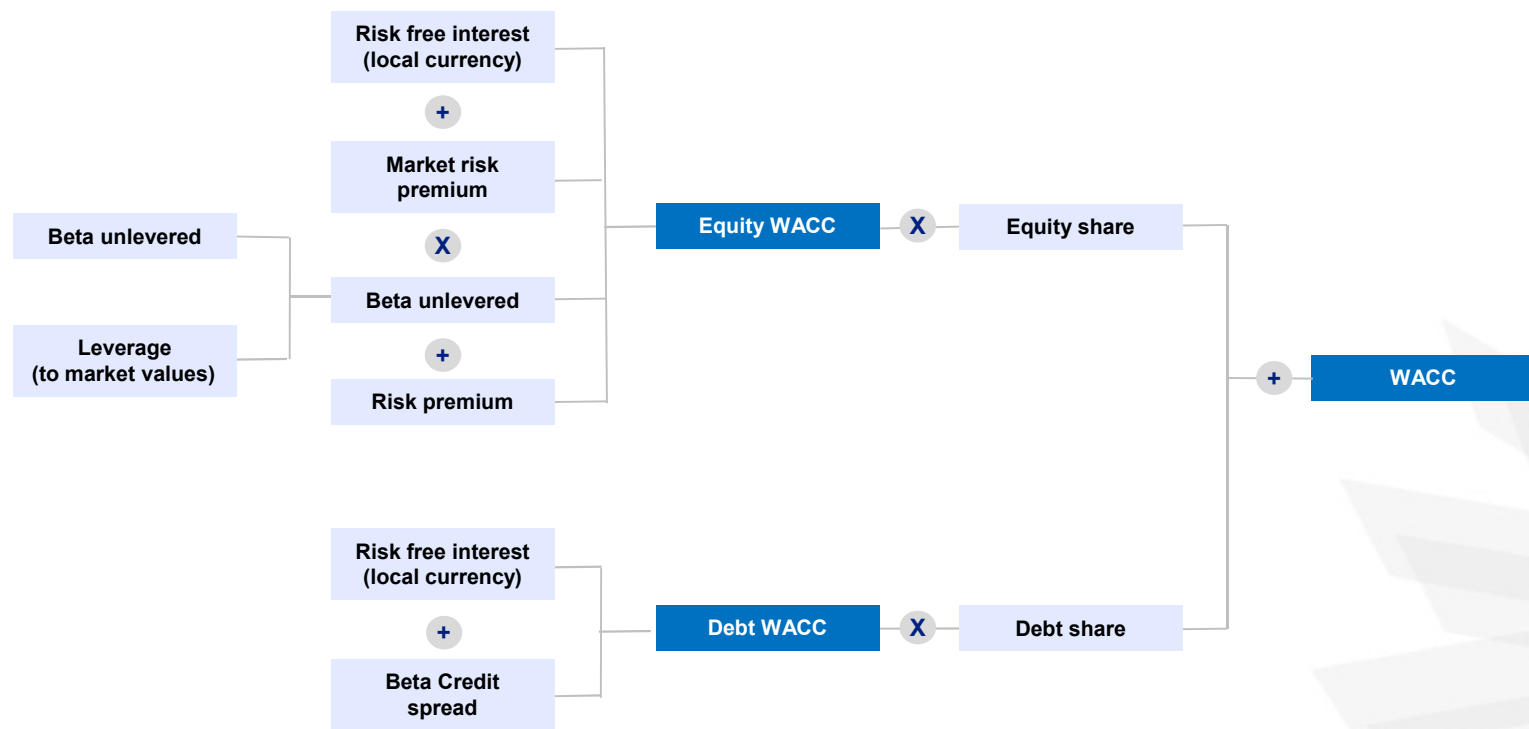 Risk free interest
(local currency)
+
Market risk
premium
Beta unlevered
X
Equity WACC
X
Equity share
Beta unlevered
Leverage
(to market values)
+
Risk premium
+
WACC
Risk free interest
(local currency)
+
Debt WACC
X
Debt share
Beta Credit
spread